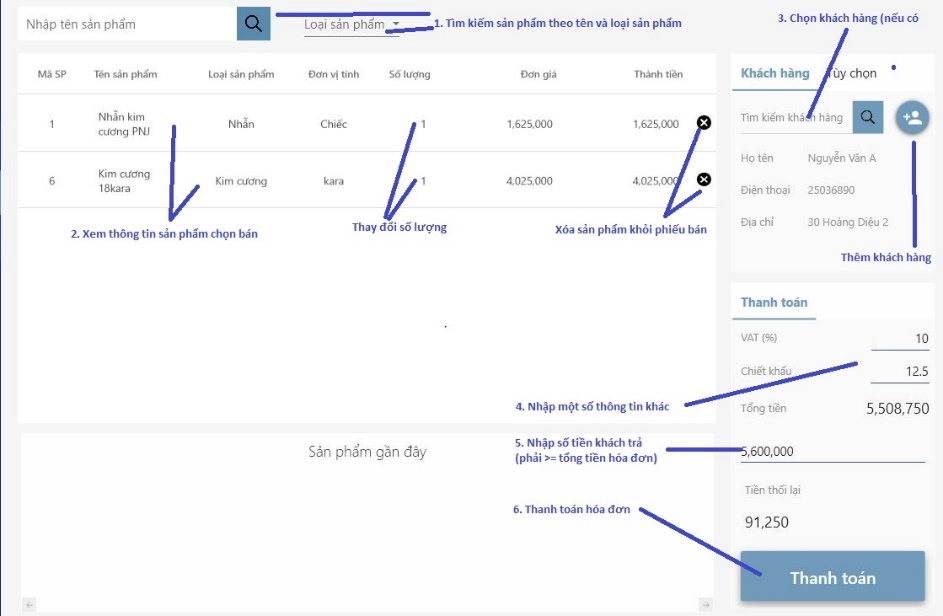 3. Chọn khách hàng (nếu có
Nhập tên sản phẩm
Loại sản phẩm
1. Tìm kiếm sản phẩm theo tên và loại sản phẩm
Mã SP Tên sản phẩm Loại sản phẩm Đơn vị tính Số lượng Đơn giá Thành tiền
Khách hàng Tùy chọn
1 Nhẫn kim cương PNJ Nhẫn Chiếc 1 1,625,000 1,625,000
Tìm kiếm khách hàng
6 Kim cương 18kara Kim cương kara 1 4,025,000 4,025,000
Họ tên Nguyễn Văn A
Điện thoại 25036890
Địa chỉ 30 Hoàng Diệu 2
2. Xem thông tin sản phẩm chọn bán
Thay đổi số lượng
Xóa sản phẩm khỏi phiếu bán
Thêm khách hàng
Thanh toán
VAT (%) 10
Chiết khấu 12.5
4. Nhập một số thông tin khác
Tổng tiền 5,508,750
Sản phẩm gần đây
5. Nhập số tiền khách trả
(phải >= tổng tiền hóa đơn)
5,600,000
Tiền thối lại
91,250
6. Thanh toán hóa đơn
Thanh toán